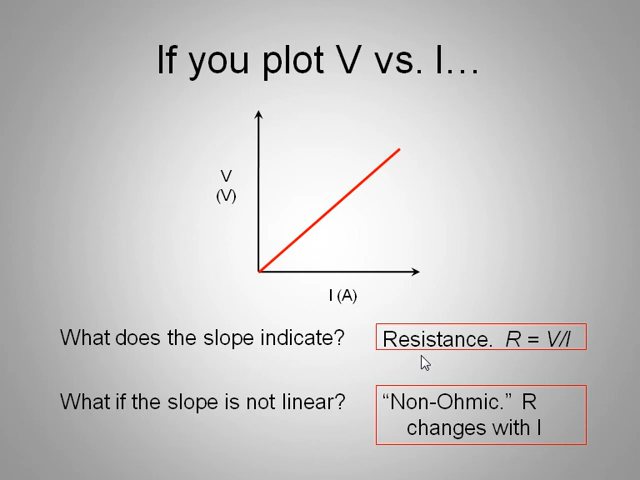 If you plot V vs. I…
V
(V)
I (A)
What does the slope indicate?
Resistance.  R = V/I
What if the slope is not linear?
“Non-Ohmic.”  R
changes with I